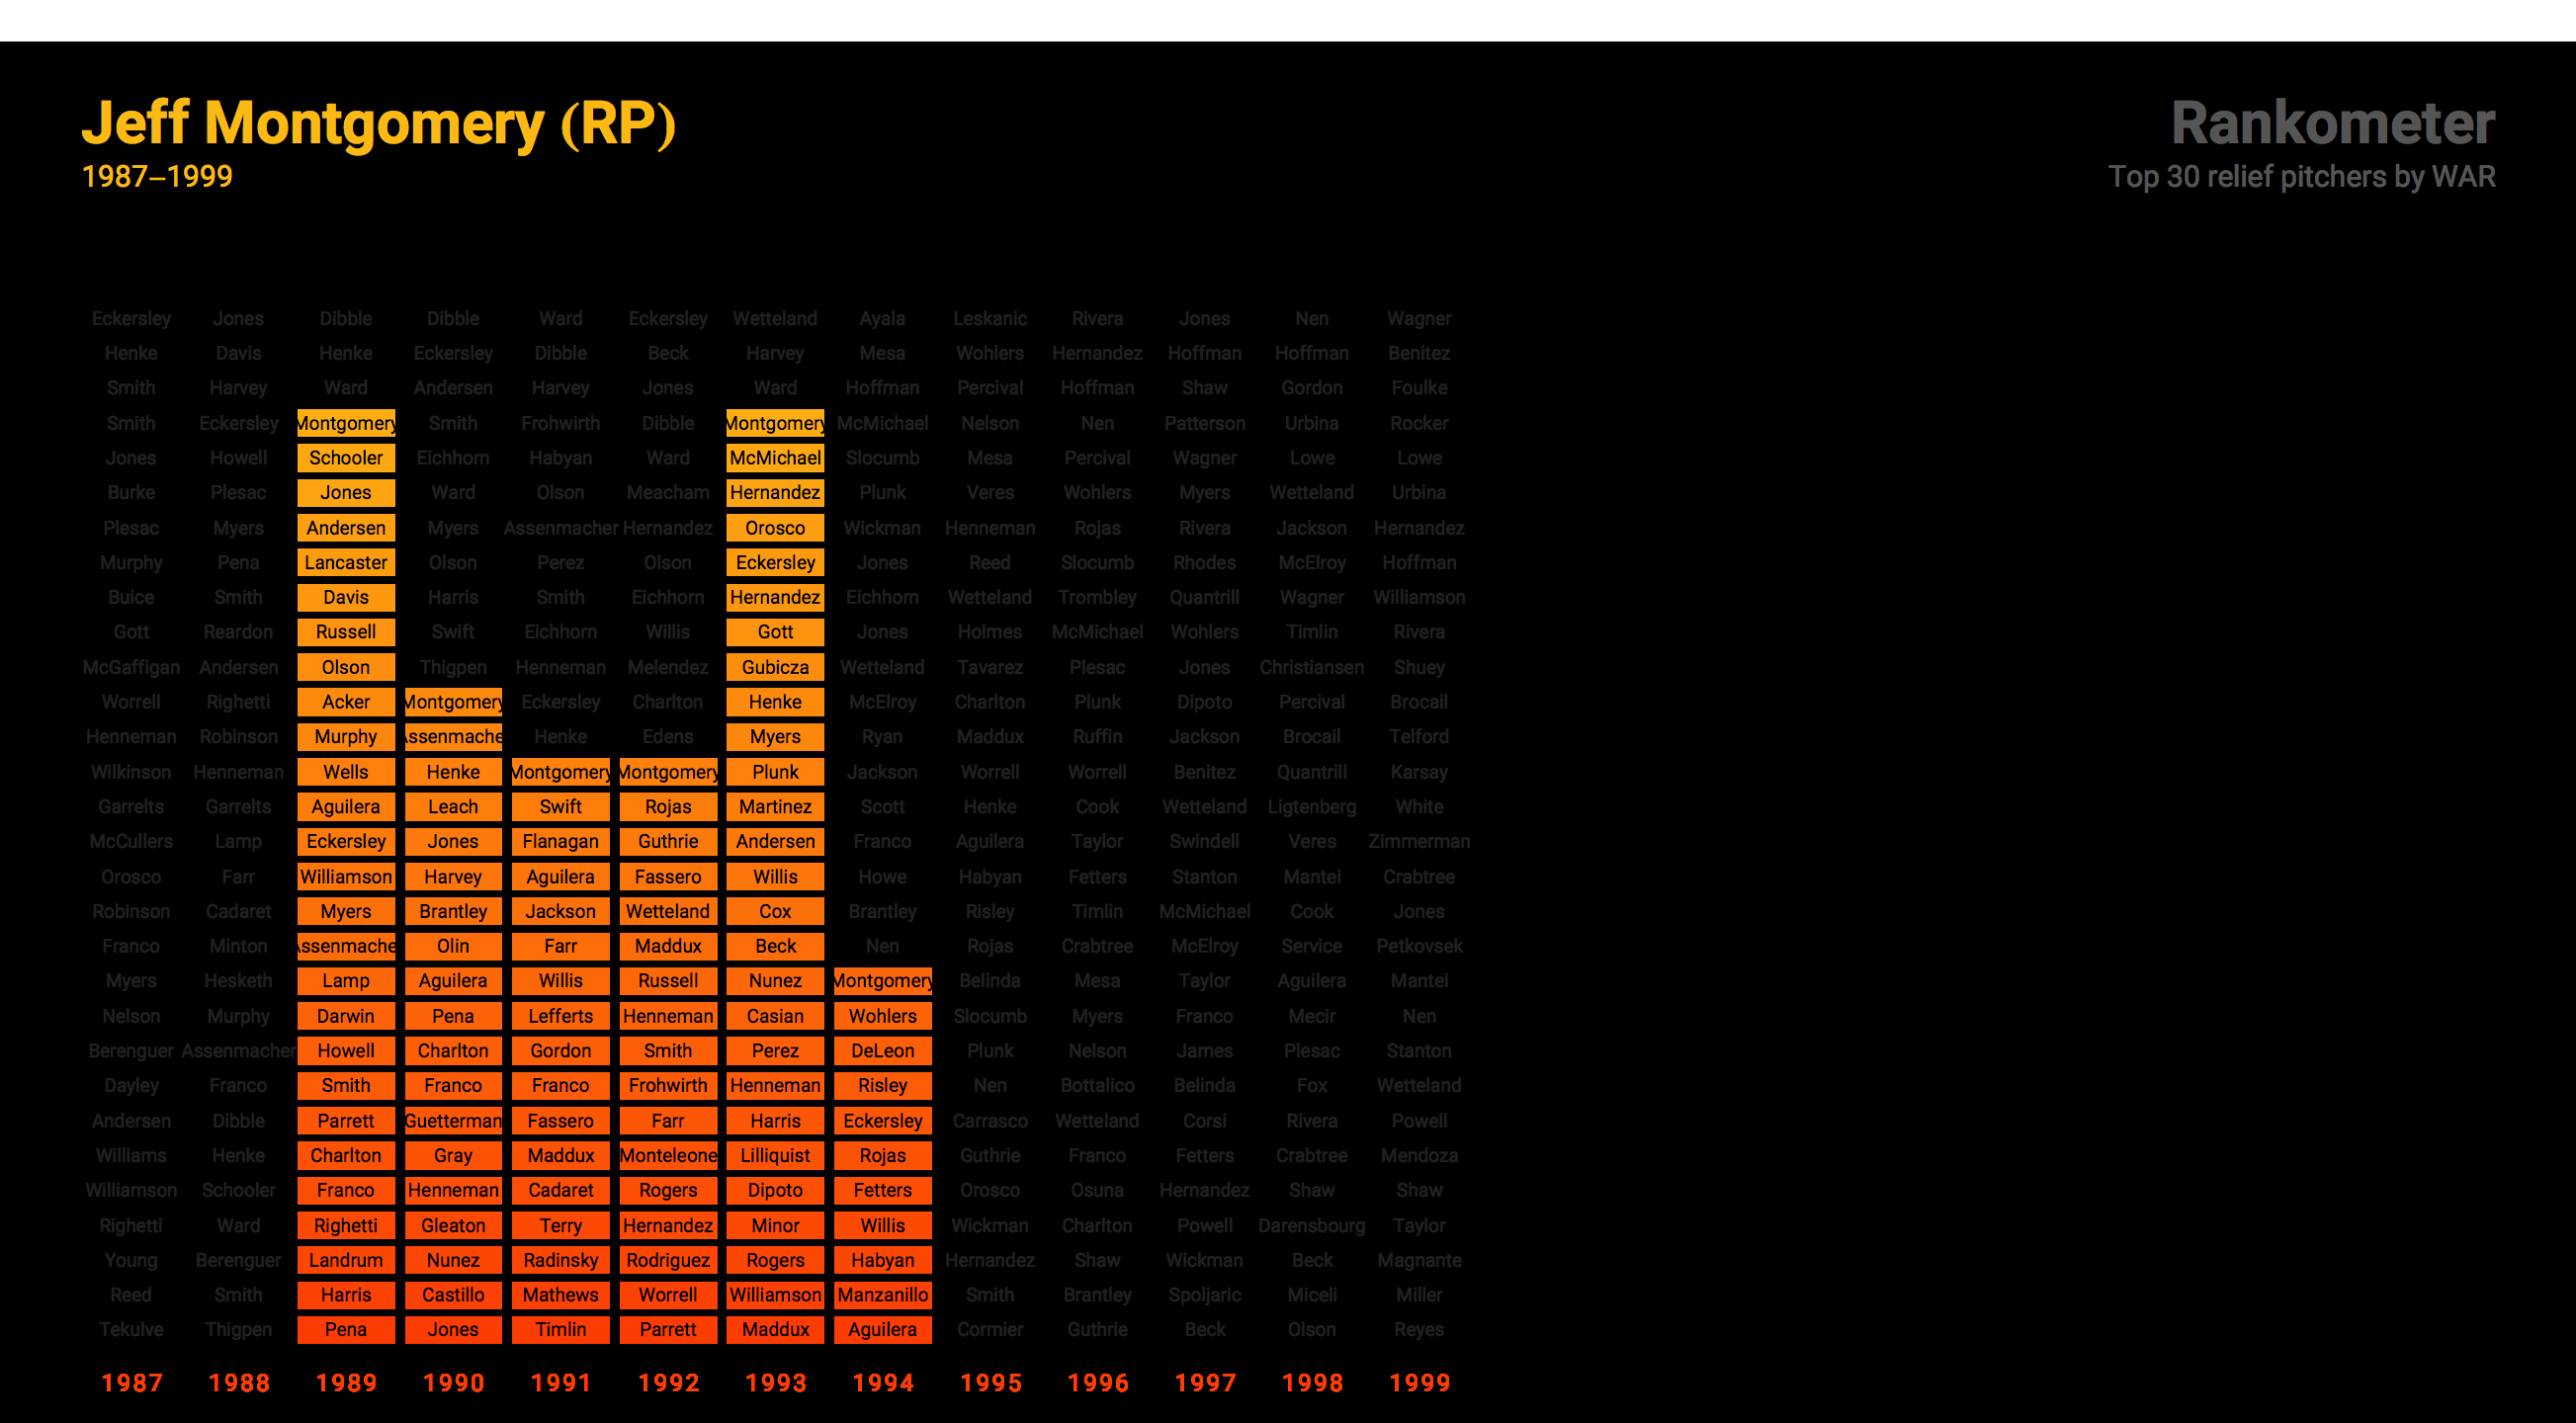 Jeff Montgomery (RP)
1987–1999
Rankometer
Top 30 relief pitchers by WAR
Eckersley Jones Dibble Dibble Ward Eckersley Wetteland Ayala Leskanic Rivera Jones Nen Wagner
Henke Davis Henke Eckersley Dibble Beck Harvey Mesa Wohlers Hernandez Hoffman Hoffman Benitez
Smith Harvey Ward Andersen Harvey Jones Ward Hoffman Percival Hoffman Shaw Gordon Foulke
Smith Eckersley Montgomery Smith Frohwirth Dibble Montgomery McMichael Nelson Nen Patterson Urbina Rocker
Jones Howell Schooler Eichhorn Habyan Ward McMichael Slocumb Mesa Percival Wagner Lowe Lowe
Burke Plesac Jones Ward Olson Meacham Hernandez Plunk Veres Wohlers Myers Wetteland Urbina
Plesac Myers Andersen Myers Assenmacher Hernandez Orosco Wickman Henneman Rojas Rivera Jackson Hernandez
Murphy Pena Lancaster Olson Perez Olson Eckersley Jones Reed Slocumb Rhodes McElroy Hoffman
Buice Smith Davis Harris Smith Eichhorn Hernandez Eichhorn Wetteland Trombley Quantrill Wagner Williamson
Gott Reardon Russell Swift Eichhorn Willis Gott Jones Holmes McMichael Wohlers Timlin Rivera
McGaffigan Andersen Olson Thigpen Henneman Melendez Gubicza Wetteland Tavarez Plesac Jones Christiansen Shuey
Worrell Righetti Acker Montgomery Eckersley Charlton Henke McElroy Charlton Plunk Dipoto Percival Brocail
Henneman Robinson Murphy Assenmache Henke Edens Myers Ryan Maddux Ruffin Jackson Brocail Telford
Wilkinson Henneman Wells Henke Montgomery Montgomery Plunk Jackson Worrell Worrell Benitez Quantrill Karsay
Garrelts Garrelts Aguilera Leach Swift Rojas Martinez Scott Henke Cook Wetteland Ligtenberg White
McCullers Lamp Eckersley Jones Flanagan Guthrie Andersen Franco Aguilera Taylor Swindell Veres Zimmerman
Orosco Farr Williamson Harvey Aguilera Fassero Willis Howe Habyan Fetters Stanton Mantei Crabtree
Robinson Cadaret Myers Brantley Jackson Wetteland Cox Brantley Risley Timlin McMichael Cook Jones
Franco Minton Assenmache Olin Farr Maddux Beck Nen Rojas Crabtree McElroy Service Petkovsek
Myers Hesketh Lamp Aguilera Willis Russell Nunez Montgomery Belinda Mesa Taylor Aguilera Mantei
Nelson Murphy Darwin Pena Lefferts Henneman Casian Wohlers Slocumb Myers Franco Mecir Nen
Berenguer Assenmacher Howell Charlton Gordon Smith Perez DeLeon Plunk Nelson James Plesac Stanton
Dayley Franco Smith Franco Franco Frohwirth Henneman Risley Nen Bottalico Belinda Fox Wetteland
Andersen Dibble Parrett Guetterman Fassero Farr Harris Eckersley Carrasco Wetteland Corsi Rivera Powell
Williams Henke Charlton Gray Maddux Monteleone Lilliquist Rojas Guthrie Franco Fetters Crabtree Mendoza
Williamson Schooler Franco Henneman Cadaret Rogers Dipoto Fetters Orosco Osuna Hernandez Shaw Shaw
Righetti Ward Righetti Gleaton Terry Hernandez Minor Willis Wickman Charlton Powell Darensbourg Taylor
Young Berenguer Landrum Nunez Radinsky Rodriguez Rogers Habyan Hernandez Shaw Wickman Beck Magnante
Reed Smith Harris Castillo Mathews Worrell Williamson Manzanillo Smith Brantley Spoljaric Miceli Miller
Tekulve Thigpen Pena Jones Timlin Parrett Maddux Aguilera Cormier Guthrie Beck Olson Reyes
1987 1988 1989 1990 1991 1992 1993 1994 1995 1996 1997 1998 1999